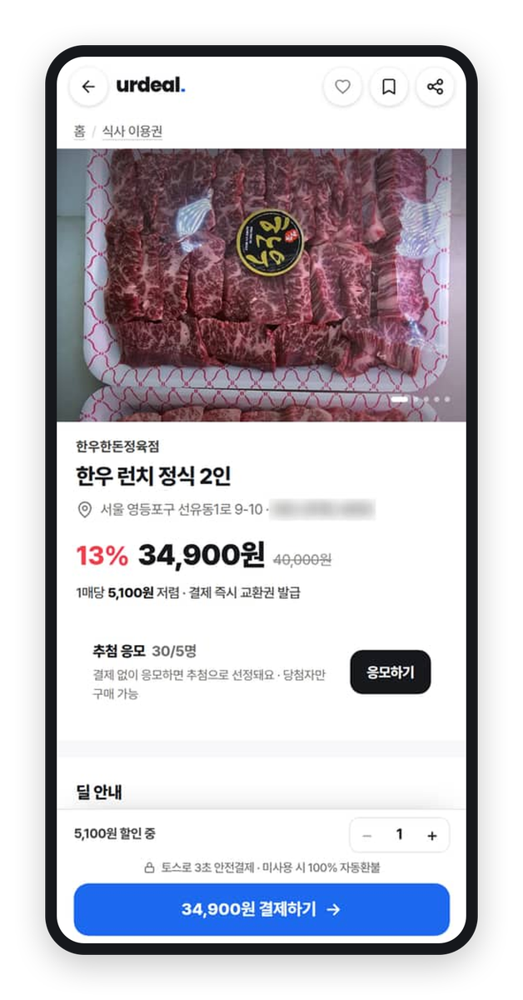 urdeal.
홈 / 식사 이용권
한우한돈정육점
한우 런치 정식 2인
서울 영등포구 선유동1로 9-10 ·
13% 34,900원 40,000원
1매당 5,100원 저렴 · 결제 즉시 교환권 발급
추첨 응모 30/5명
결제 없이 응모하면 추첨으로 선정돼요 · 당첨자만
구매 가능
응모하기
딜 안내
5,100원 할인 중
− 1 +
토스로 3초 안전결제 · 미사용 시 100% 자동환불
34,900원 결제하기 →